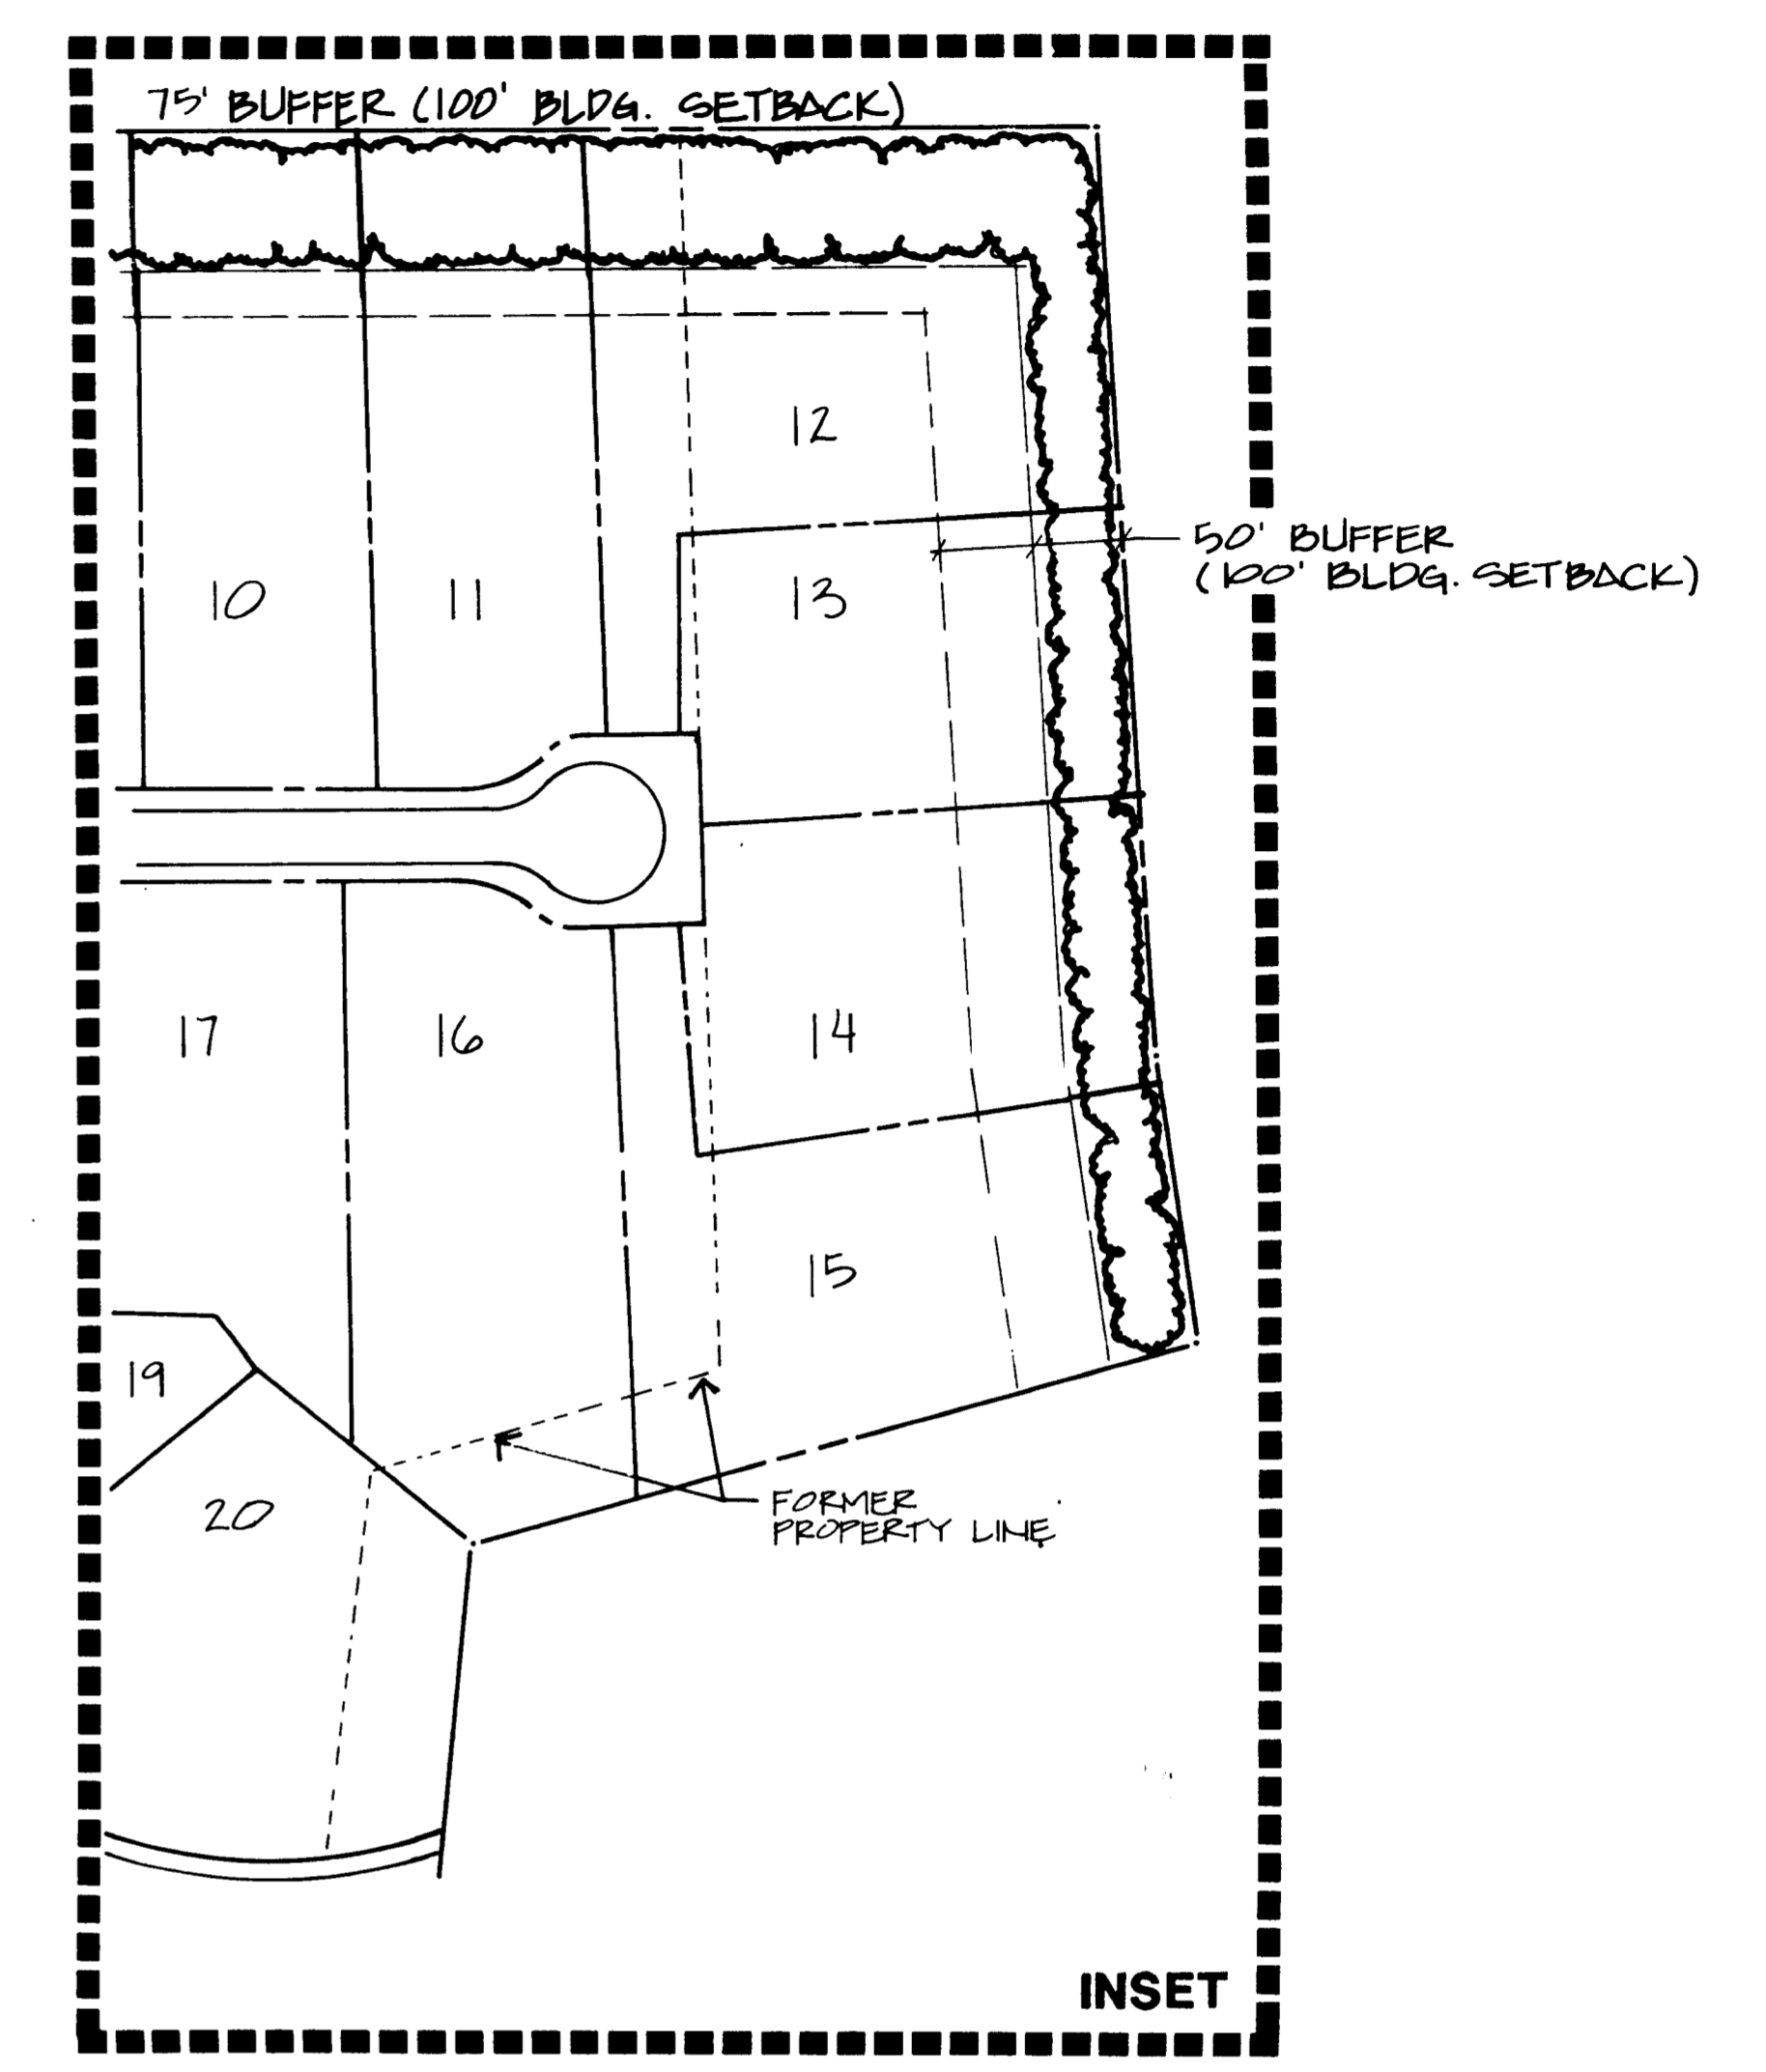 75' BUFFER (100' BLDG. SETBACK)
12
50' BUFFER
(100' BLDG. SETBACK)
10
11
13
17
16
14
15
19
20
FORMER
PROPERTY LINE
INSET